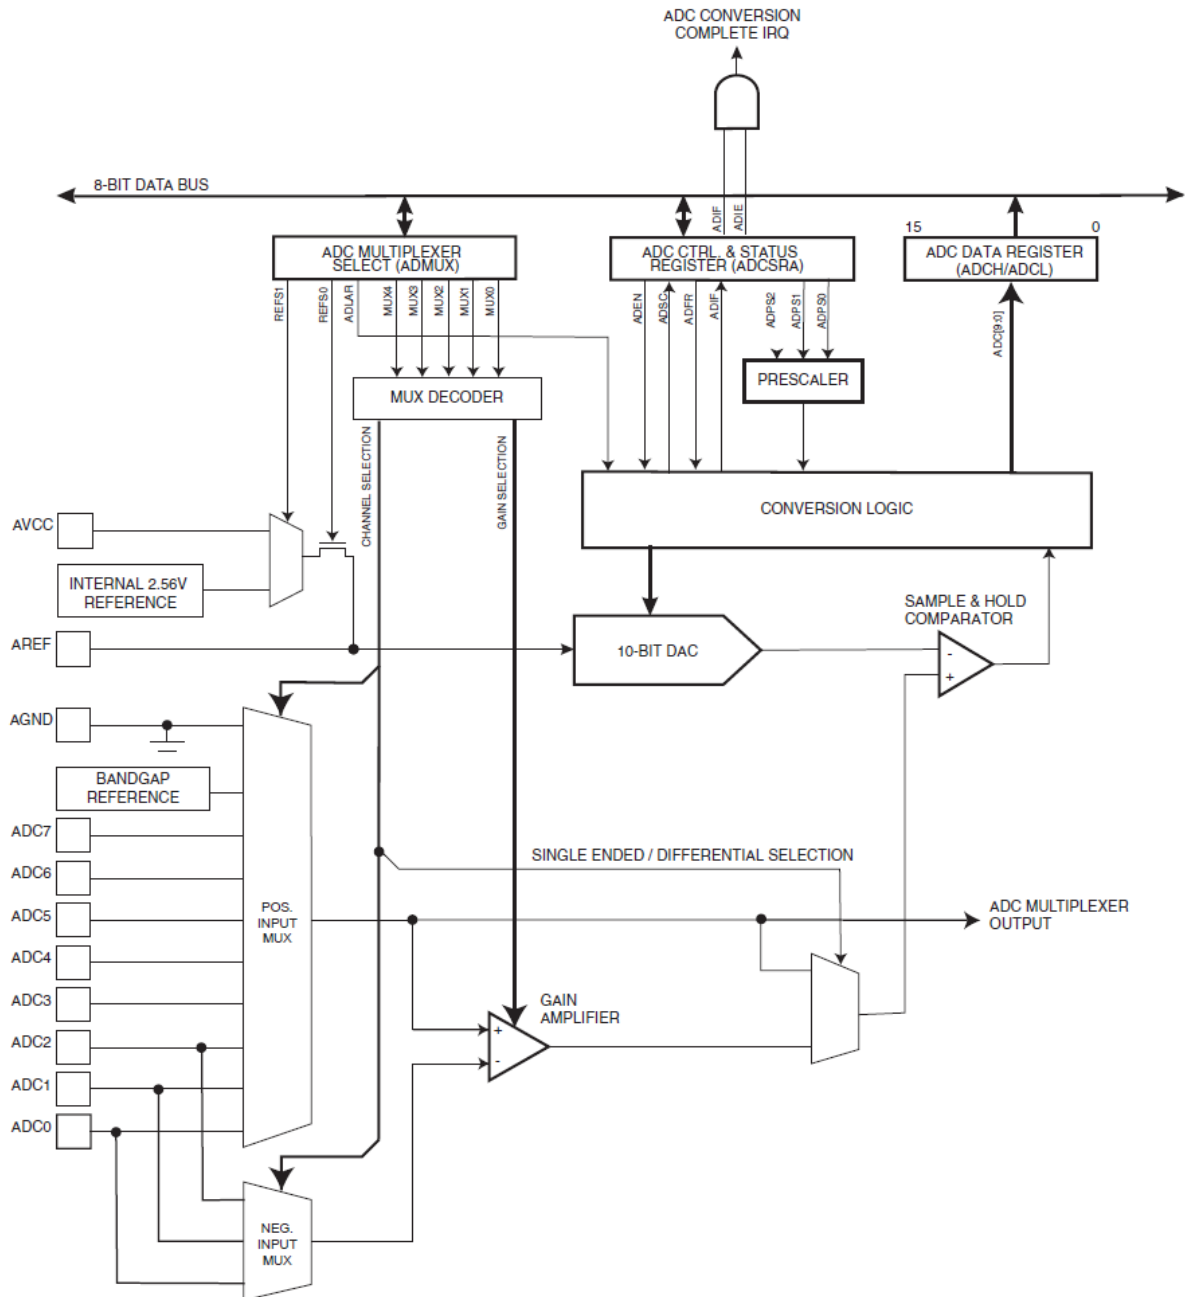 ADC CONVERSION
COMPLETE IRQ
8-BIT DATA BUS
ADIF
ADIE
15
0
ADC MULTIPLEXER
SELECT (ADMUX)
ADC CTRL. & STATUS
REGISTER (ADCSRA)
ADC DATA REGISTER
(ADCH/ADCL)
REFS1
REFS0
ADLAR
MUX4
MUX3
MUX2
MUX1
MUX0
ADEN
ADSC
ADFR
ADIF
ADPS2
ADPS1
ADPS0
ADC[9:0]
MUX DECODER
PRESCALER
CHANNEL SELECTION
GAIN SELECTION
CONVERSION LOGIC
AVCC
INTERNAL 2.56V
REFERENCE
AREF
10-BIT DAC
SAMPLE & HOLD
COMPARATOR
-
+
AGND
BANDGAP
REFERENCE
ADC7
ADC6
ADC5
ADC4
ADC3
ADC2
ADC1
ADC0
POS.
INPUT
MUX
SINGLE ENDED / DIFFERENTIAL SELECTION
ADC MULTIPLEXER
OUTPUT
GAIN
AMPLIFIER
+
-
NEG.
INPUT
MUX